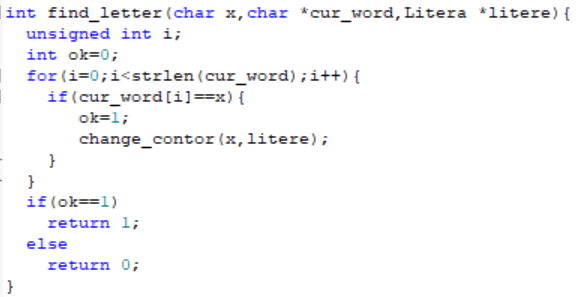 int find_letter(char x,char *cur_word,Litera *litere){
  unsigned int i;
  int ok=0;
  for(i=0;i<strlen(cur_word);i++){
    if(cur_word[i]==x){
       ok=1;
       change_contor(x,litere);
    }
  }
  if(ok==1)
    return 1;
  else
    return 0;
}